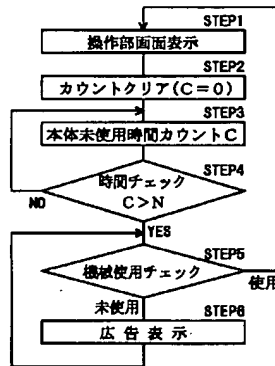 STEP1
操作部画面表示
STEP2
カウントクリア(C=0)
STEP3
本体未使用時間カウントC
STEP4
時間チェック
C>N
NO
YES
STEP5
機械使用チェック
使用
未使用
STEP6
広告表示